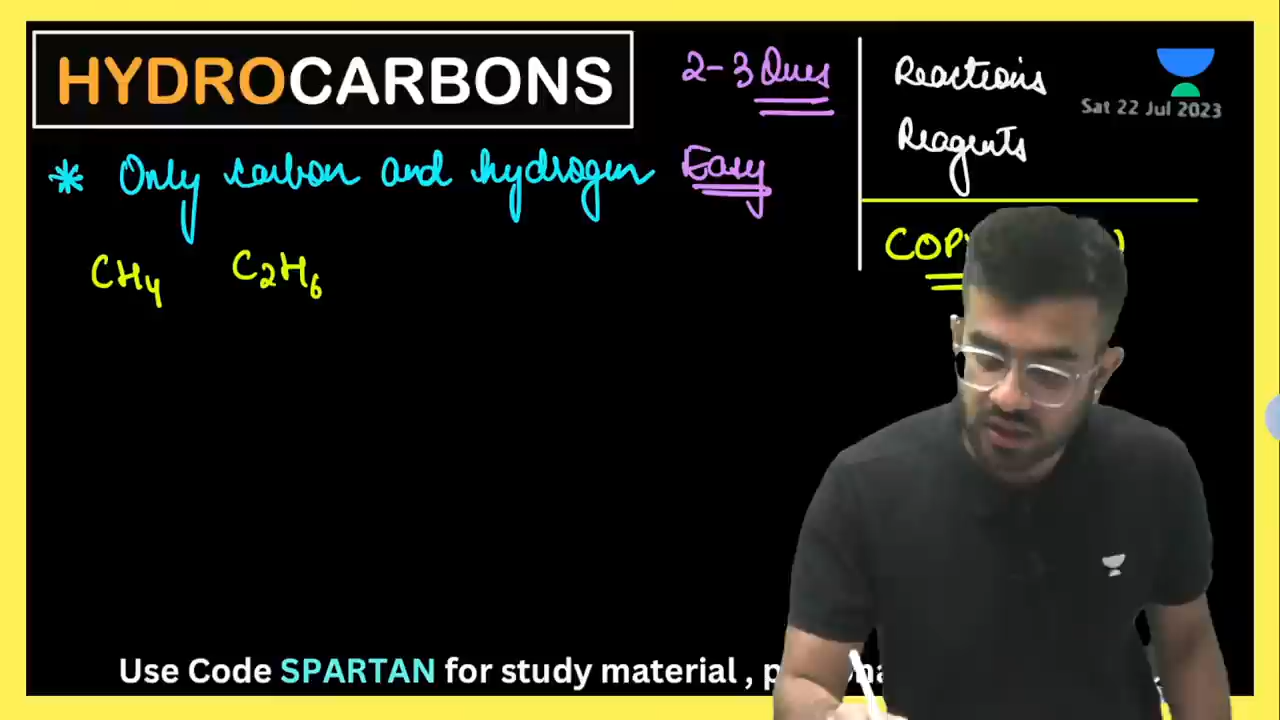 HYDROCARBONS
2-3 Ques
Reactions
Sat 22 Jul 2023
Reagents
* Only carbon and hydrogen
Easy
CH4 C2H6
Use Code SPARTAN for study material ,